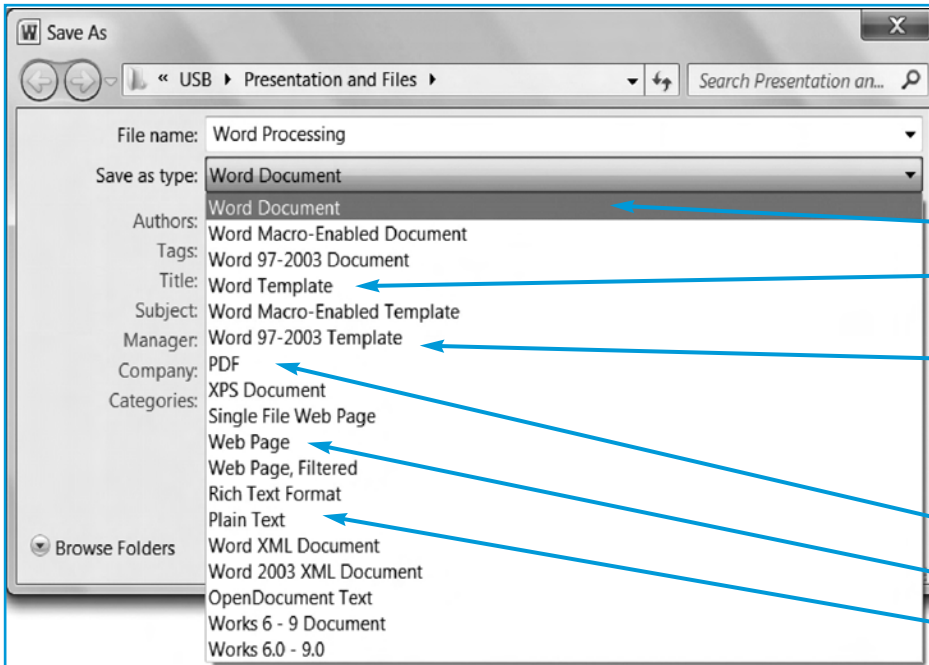 W Save As
X
« USB Presentation and Files Search Presentation an...
File name: Word Processing
Save as type: Word Document
Authors:
Tags:
Title:
Subject:
Manager:
Company:
Categories:
Word Document
Word Macro-Enabled Document
Word 97-2003 Document
Word Template
Word Macro-Enabled Template
Word 97-2003 Template
PDF
XPS Document
Single File Web Page
Web Page
Web Page, Filtered
Rich Text Format
Plain Text
Word XML Document
Word 2003 XML Document
OpenDocument Text
Works 6 - 9 Document
Works 6.0 - 9.0
Browse Folders